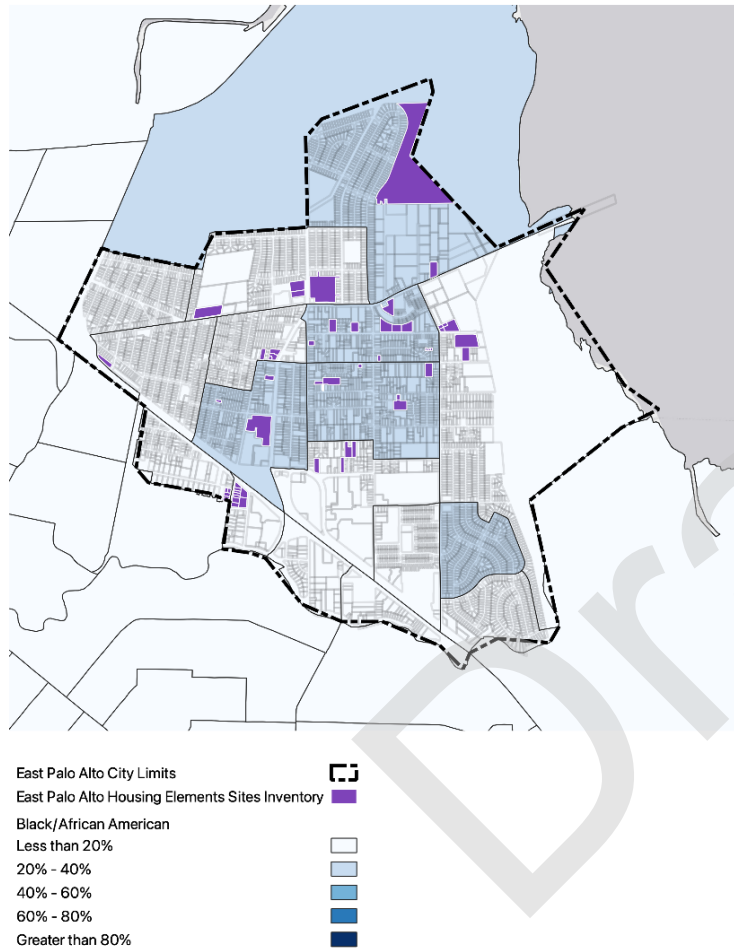 East Palo Alto City Limits
East Palo Alto Housing Elements Sites Inventory
Black/African American
Less than 20%
20% - 40%
40% - 60%
60% - 80%
Greater than 80%
Dr